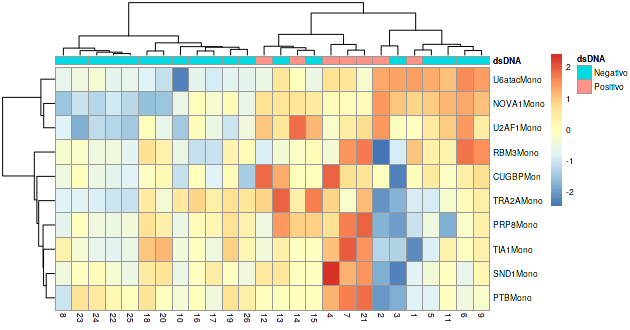 dsDNA
U6atacMono
NOVA1Mono
U2AF1Mono
RBM3Mono
CUGBPMon
TRA2AMono
PRP8Mono
TIA1Mono
SND1Mono
PTBMono
8 23 24 22 25 18 20 10 16 17 19 26 12 13 14 15 4 7 21 2 3 1 5 11 6 9
2
1
0
-1
-2
dsDNA
Negativo
Positivo